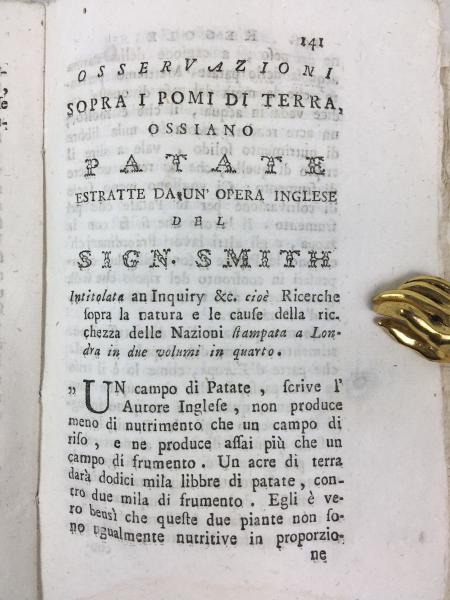 141
OSSERVAZIONI
SOPRA' I POMI DI TERRA,
OSSIANO
PATATE
ESTRATTE DA UN' OPERA INGLESE
DEL
SIGN. SMITH
Intitolata an Inquiry &c. cioè Ricerche
ſopra la natura e le cauſe della ric-
chezza delle Nazioni ſtampata a Lon-
dra in due volumi in quarto.
„ UN campo di Patate, ſcrive l'
Autore Ingleſe, non produce
meno di nutrimento che un campo di
riſo, e ne produce aſſai più che un
campo di frumento. Un acre di terra
darà dodici mila libbre di patate, con-
tro due mila di frumento. Egli è ve-
ro bensì che queſte due piante non ſo-
no ugualmente nutritive in proporzio-
ne